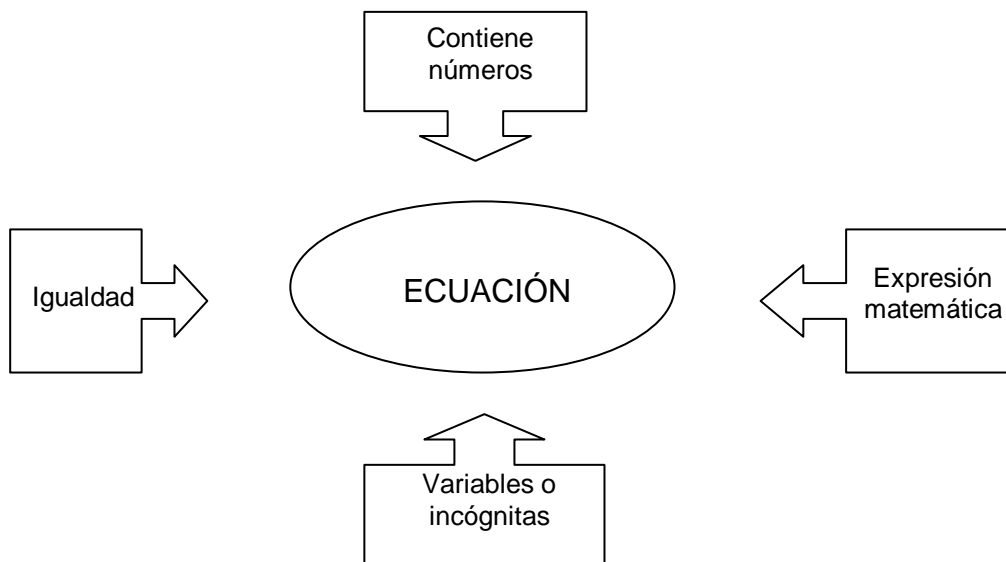 Contiene
números
Igualdad
ECUACIÓN
Expresión
matemática
Variables o
incógnitas